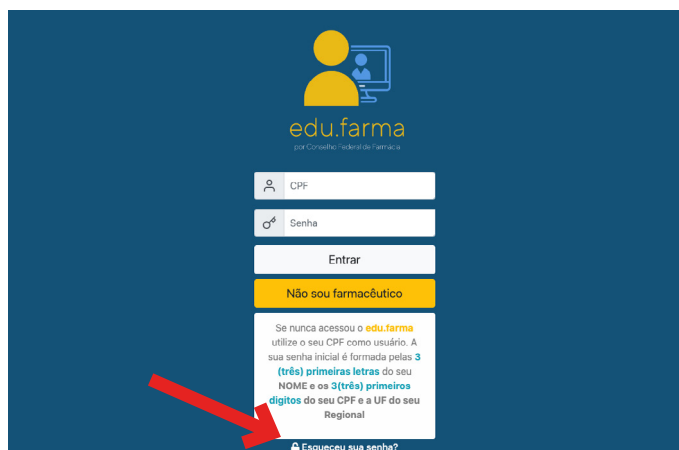 edu.farma
por Conselho Federal de Farmácia
CPF
Senha
Entrar
Não sou farmacêutico
Se nunca acessou o edu.farma
utilize o seu CPF como usuário. A
sua senha inicial é formada pelas 3
(três) primeiras letras do seu
NOME e os 3(três) primeiros
digitos do seu CPF e a UF do seu
Regional
Esqueceu sua senha?